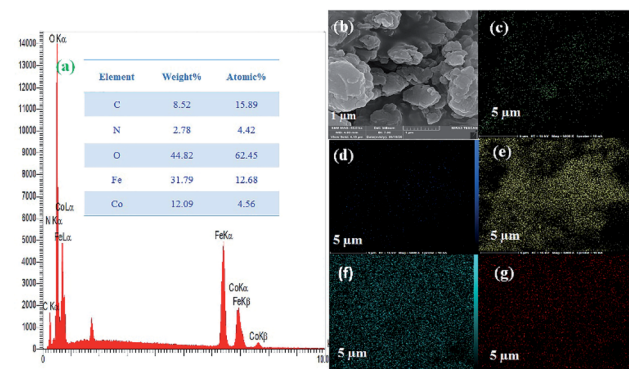 (a)
14000
13000
12000
11000
10000
9000
8000
7000
6000
5000
4000
3000
2000
1000
0
O Kα
CoLα
N Kα
FeLα
C Kα
FeKα
CoKα
FeKβ
CoKβ
0
10.0
Element Weight% Atomic%
C 8.52 15.89
N 2.78 4.42
O 44.82 62.45
Fe 31.79 12.68
Co 12.09 4.56
(b)
1 μm
(c)
5 μm
(d)
5 μm
(e)
5 μm
(f)
5 μm
(g)
5 μm